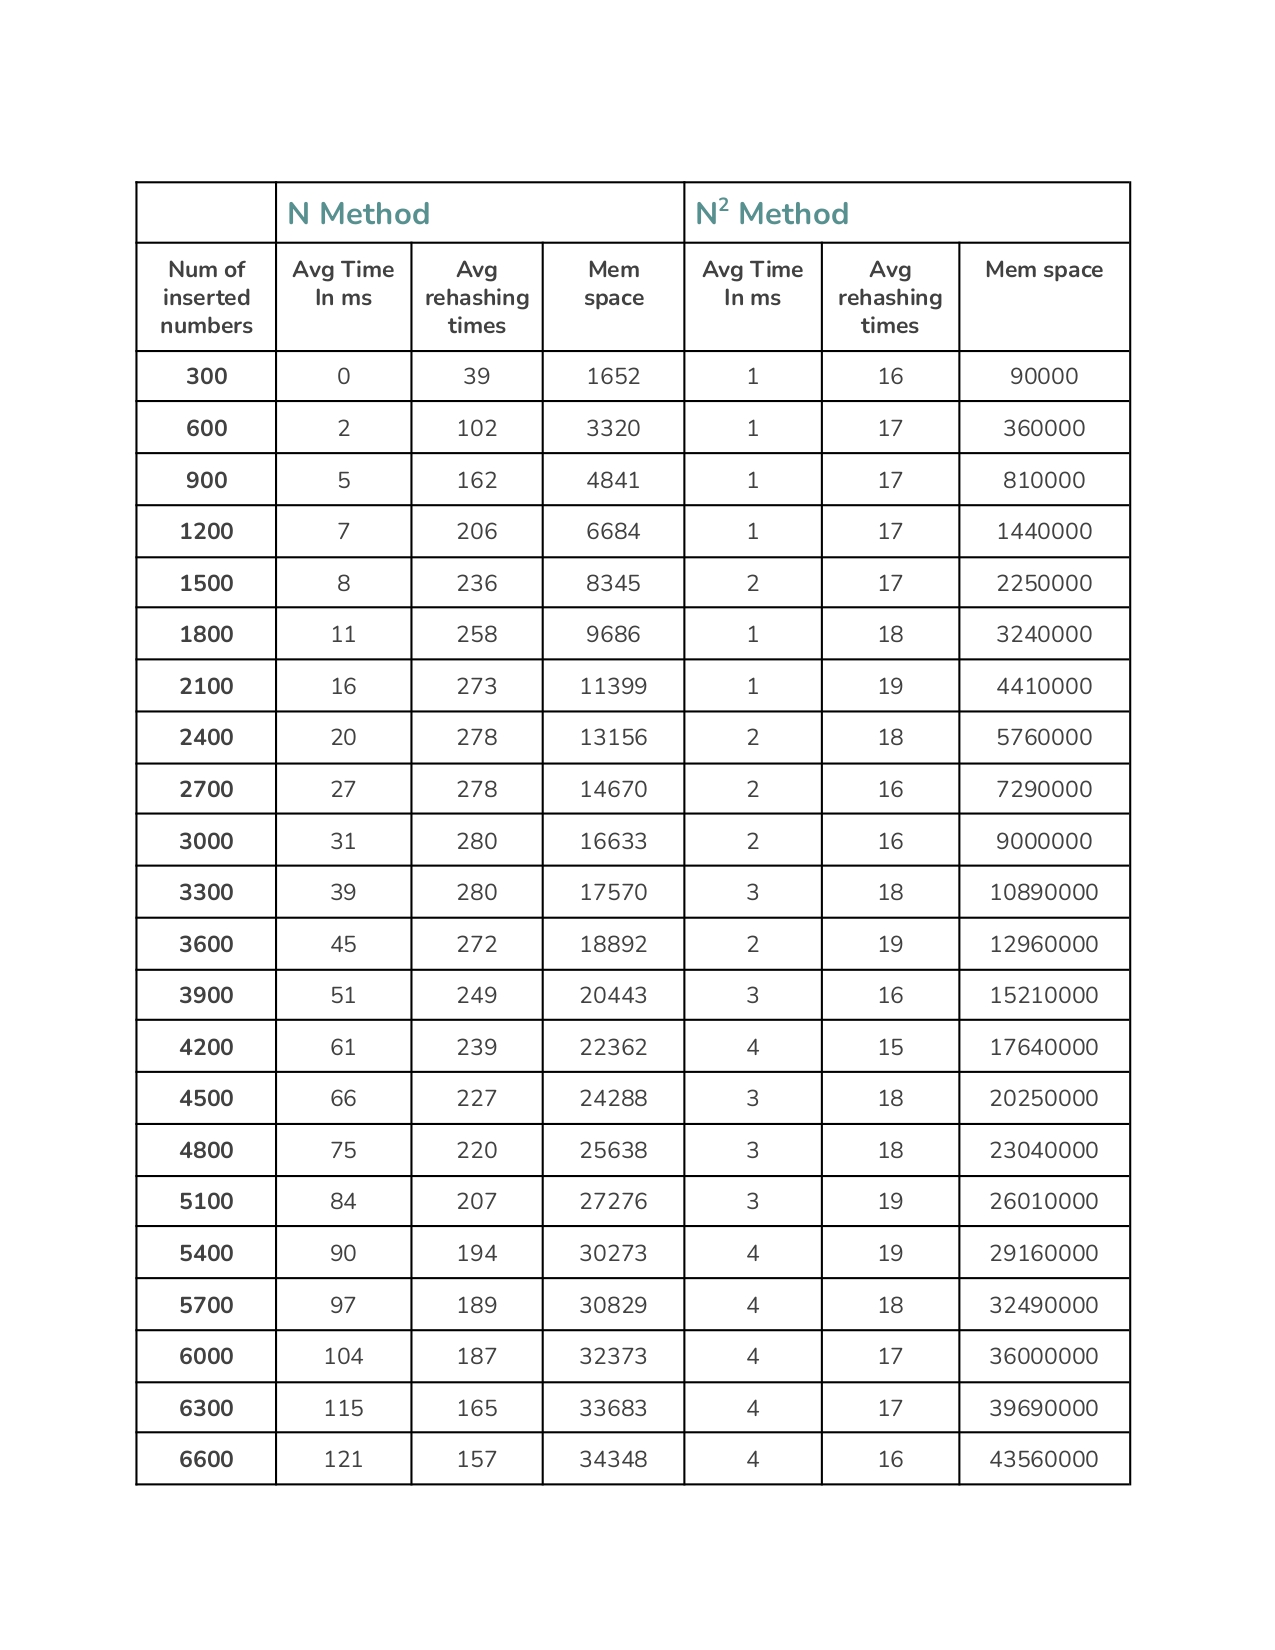 N Method N² Method
Num of inserted numbers Avg Time In ms Avg rehashing times Mem space Avg Time In ms Avg rehashing times Mem space
300 0 39 1652 1 16 90000
600 2 102 3320 1 17 360000
900 5 162 4841 1 17 810000
1200 7 206 6684 1 17 1440000
1500 8 236 8345 2 17 2250000
1800 11 258 9686 1 18 3240000
2100 16 273 11399 1 19 4410000
2400 20 278 13156 2 18 5760000
2700 27 278 14670 2 16 7290000
3000 31 280 16633 2 16 9000000
3300 39 280 17570 3 18 10890000
3600 45 272 18892 2 19 12960000
3900 51 249 20443 3 16 15210000
4200 61 239 22362 4 15 17640000
4500 66 227 24288 3 18 20250000
4800 75 220 25638 3 18 23040000
5100 84 207 27276 3 19 26010000
5400 90 194 30273 4 19 29160000
5700 97 189 30829 4 18 32490000
6000 104 187 32373 4 17 36000000
6300 115 165 33683 4 17 39690000
6600 121 157 34348 4 16 43560000